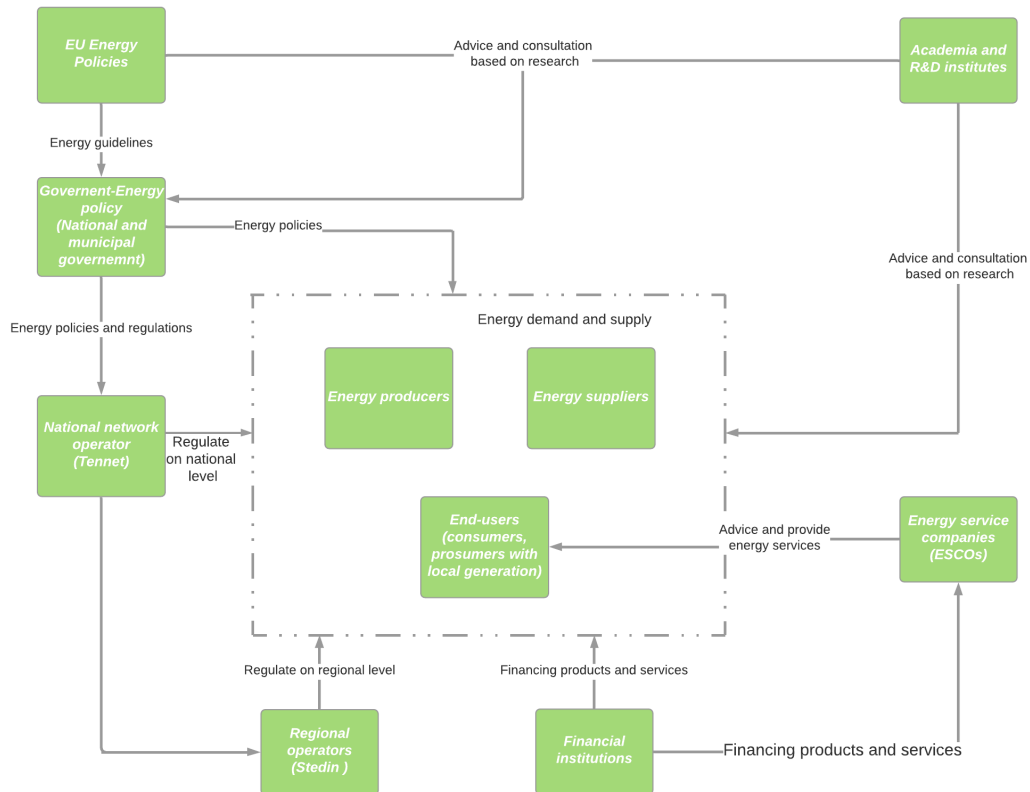 EU Energy
Policies
Advice and consultation
based on research
Academia and
R&D institutes
Energy guidelines
Governent-Energy
policy
(National and
municipal
governemnt)
Energy policies
Advice and consultation
based on research
Energy policies and regulations
Energy demand and supply
Energy producers
Energy suppliers
National network
operator
(Tennet)
Regulate
on national
level
End-users
(consumers,
prosumers with
local generation)
Advice and provide
energy services
Energy service
companies
(ESCOs)
Regulate on regional level
Financing products and services
Regional
operators
(Stedin )
Financial
institutions
Financing products and services